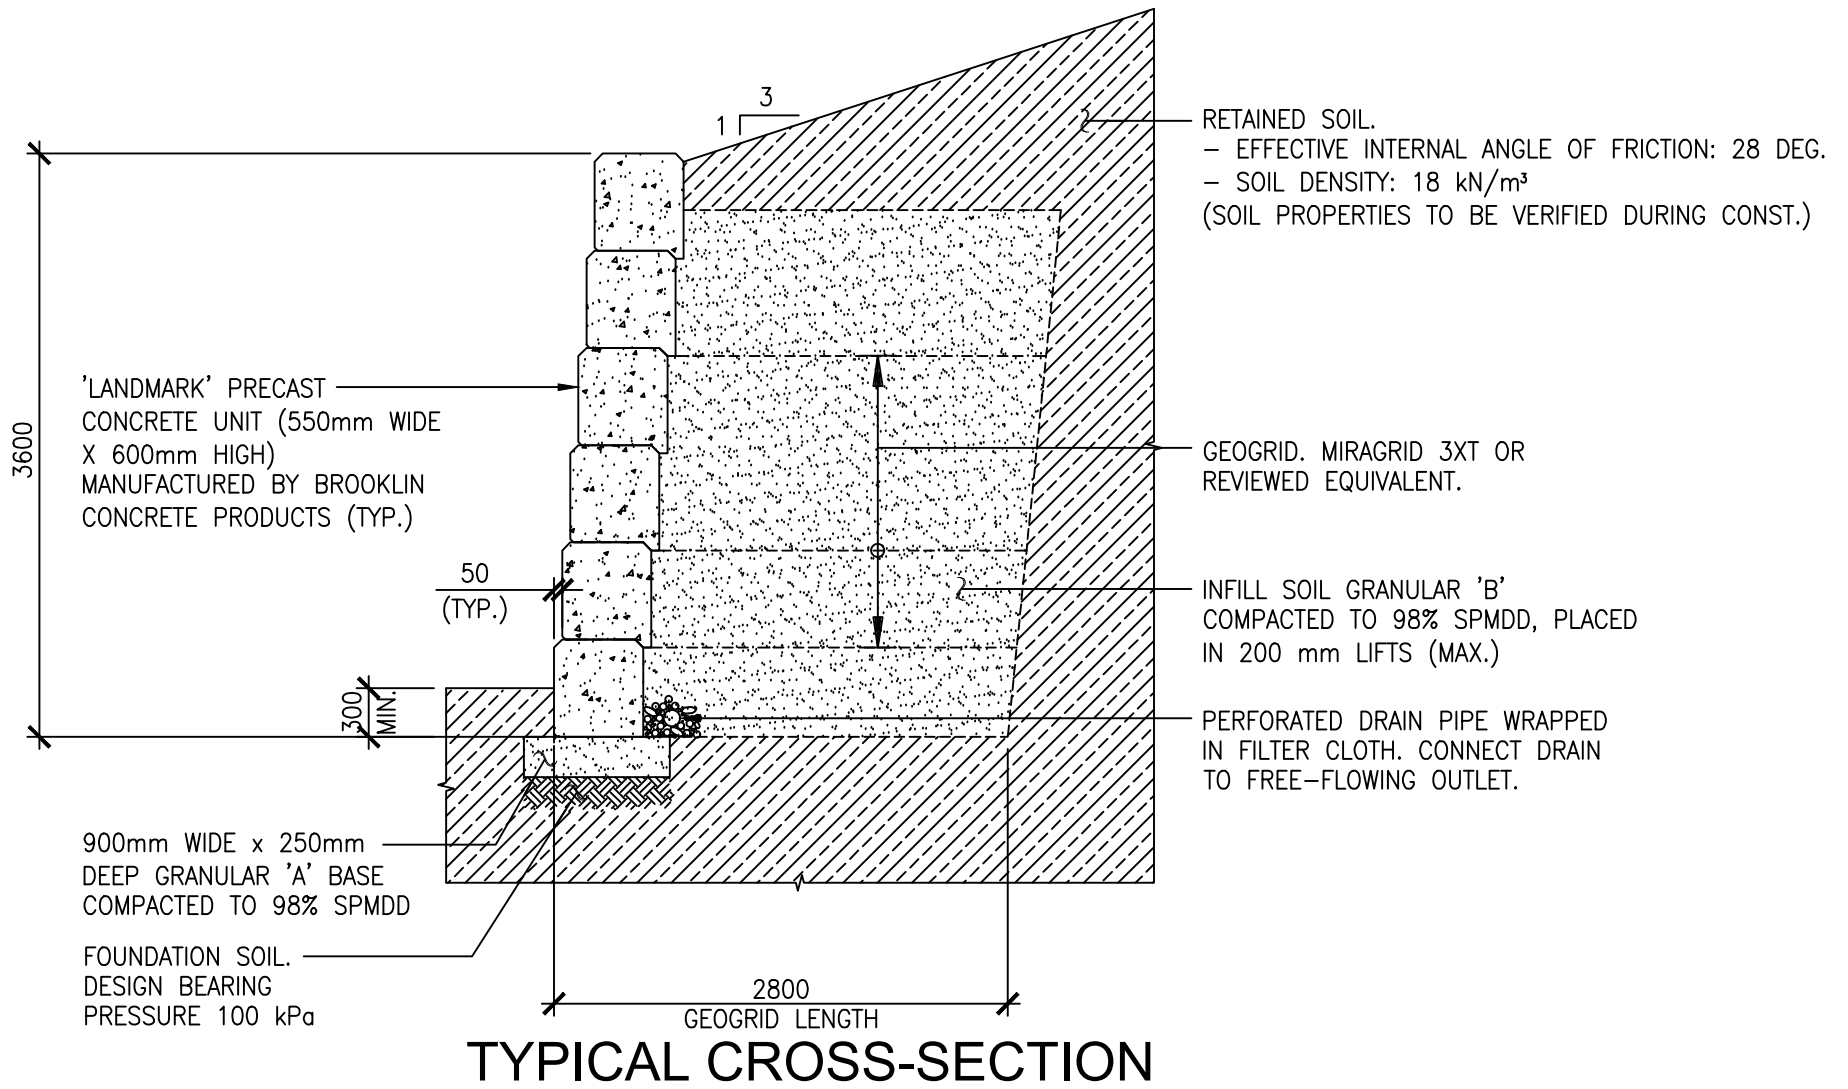 3
1
RETAINED SOIL.
– EFFECTIVE INTERNAL ANGLE OF FRICTION: 28 DEG.
– SOIL DENSITY: 18 kN/m³
(SOIL PROPERTIES TO BE VERIFIED DURING CONST.)
3600
'LANDMARK' PRECAST
CONCRETE UNIT (550mm WIDE
X 600mm HIGH)
MANUFACTURED BY BROOKLIN
CONCRETE PRODUCTS (TYP.)
GEOGRID. MIRAGRID 3XT OR
REVIEWED EQUIVALENT.
50
(TYP.)
INFILL SOIL GRANULAR 'B'
COMPACTED TO 98% SPMDD, PLACED
IN 200 mm LIFTS (MAX.)
300
MIN.
PERFORATED DRAIN PIPE WRAPPED
IN FILTER CLOTH. CONNECT DRAIN
TO FREE–FLOWING OUTLET.
900mm WIDE x 250mm
DEEP GRANULAR 'A' BASE
COMPACTED TO 98% SPMDD
FOUNDATION SOIL.
DESIGN BEARING
PRESSURE 100 kPa
2800
GEOGRID LENGTH
TYPICAL CROSS-SECTION